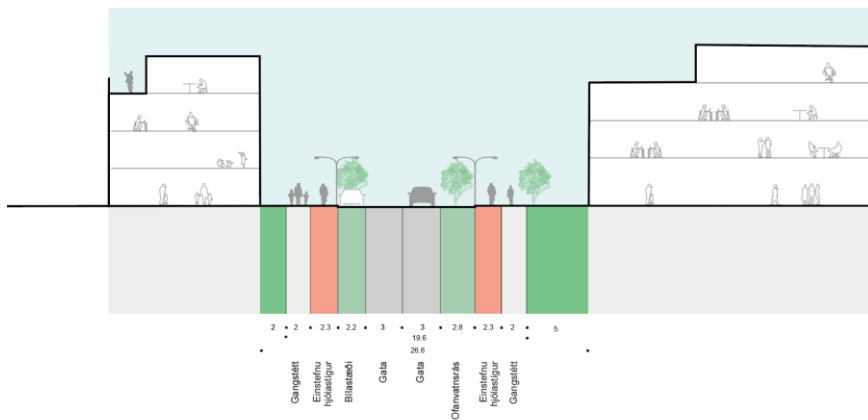 2 2 2.3 2.2 3 3 2.8 2.3 2 5
19.6
26.6
Gangstétt
Einstefnu
hjólastígur
Bílastæði
Gata
Gata
Ofanvatnsrás
Einstefnu
hjólastígur
Gangstétt